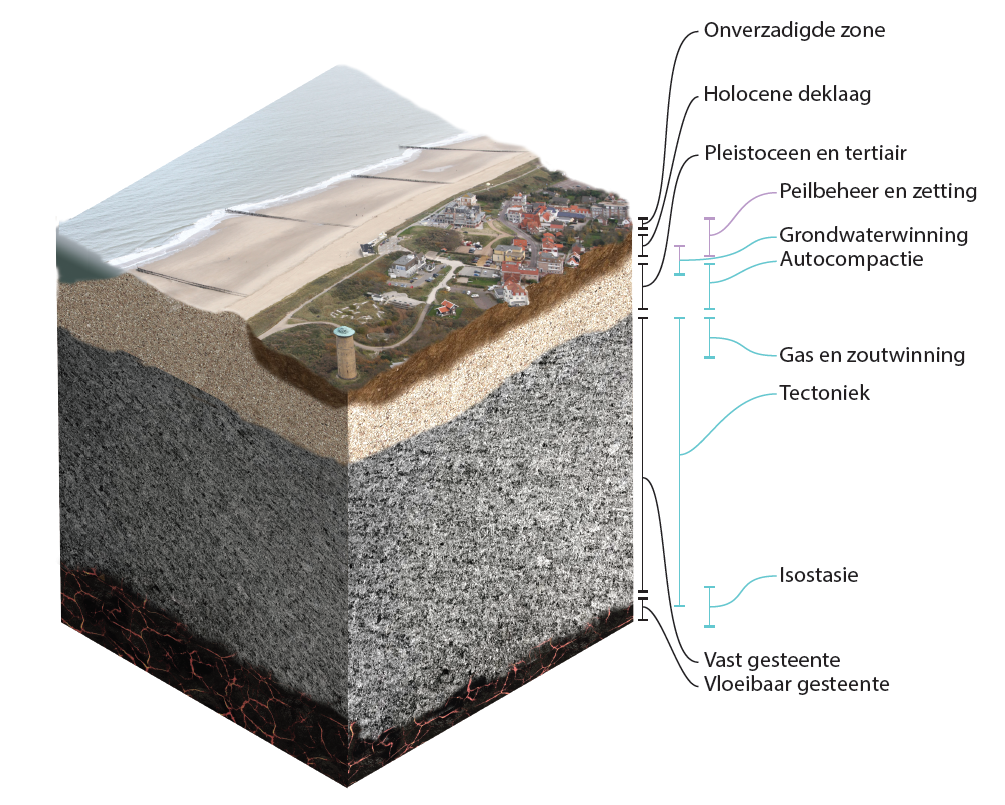 Onverzadigde zone
Holocene deklaag
Pleistoceen en tertiair
Peilbeheer en zetting
Grondwaterwinning
Autocompactie
Gas en zoutwinning
Tectoniek
Isostasie
Vast gesteente
Vloeibaar gesteente